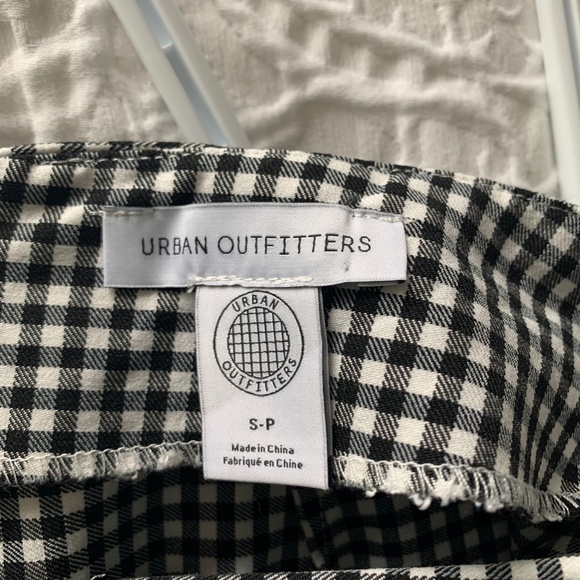 URBAN OUTFITTERS
URBAN
OUTFITTERS
S-P
Made in China
Fabriqué en Chine